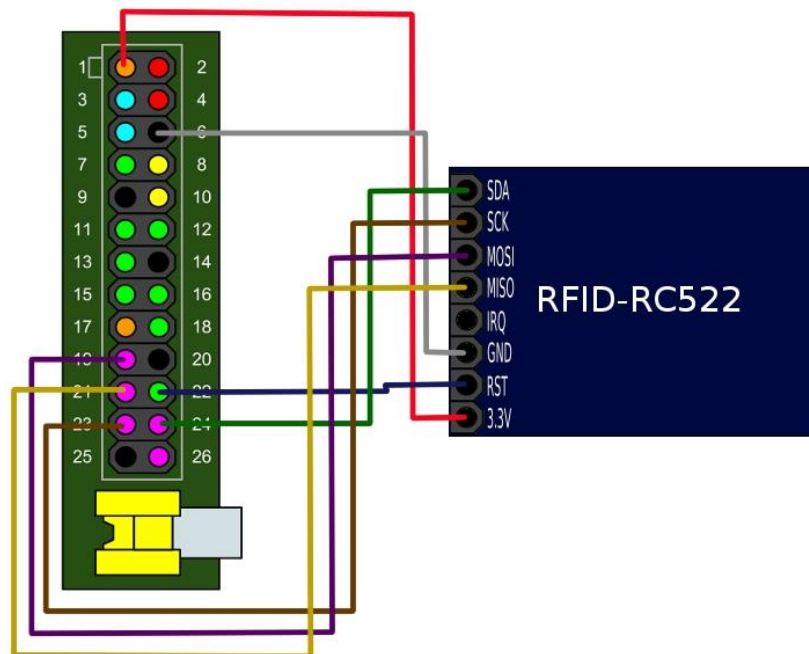 1 2
3 4
5 6
7 8
9 10
11 12
13 14
15 16
17 18
19 20
21 22
23 24
25 26
SDA
SCK
MOSI
MISO
IRQ
GND
RST
3.3V
RFID-RC522